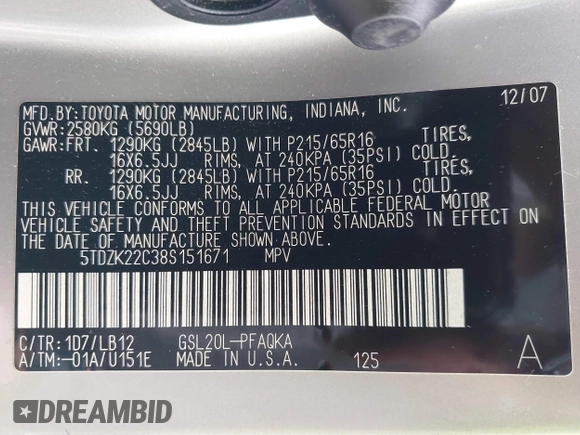 MFD.BY:TOYOTA MOTOR MANUFACTURING, INDIANA, INC. 12/07
GVWR:2580KG (5690LB)
GAWR:FRT. 1290KG (2845LB) WITH P215/65R16 TIRES,
16X6.5JJ RIMS, AT 240KPA (35PSI) COLD.
RR. 1290KG (2845LB) WITH P215/65R16 TIRES,
16X6.5JJ RIMS, AT 240KPA (35PSI) COLD.
THIS VEHICLE CONFORMS TO ALL APPLICABLE FEDERAL MOTOR
VEHICLE SAFETY AND THEFT PREVENTION STANDARDS IN EFFECT ON
THE DATE OF MANUFACTURE SHOWN ABOVE.
5TDZK22C38S151671 MPV
C/TR:1D7/LB12 GSL20L-PFAQKA
A/TM:-01A/U151E MADE IN U.S.A. 125 A
DREAMBID